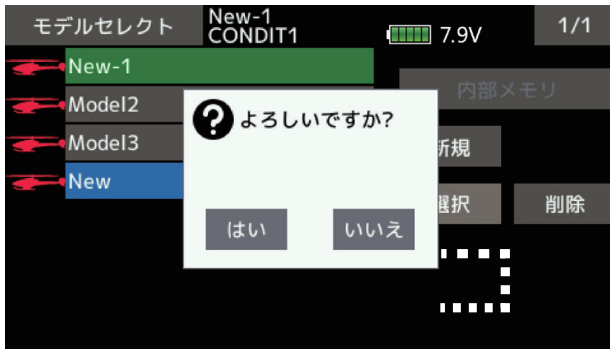 モデルセレクト
New-1
CONDIT1
7.9V
1/1
New-1
Model2
Model3
New
内部メモリ
新規
選択
削除
?
よろしいですか?
はい
いいえ